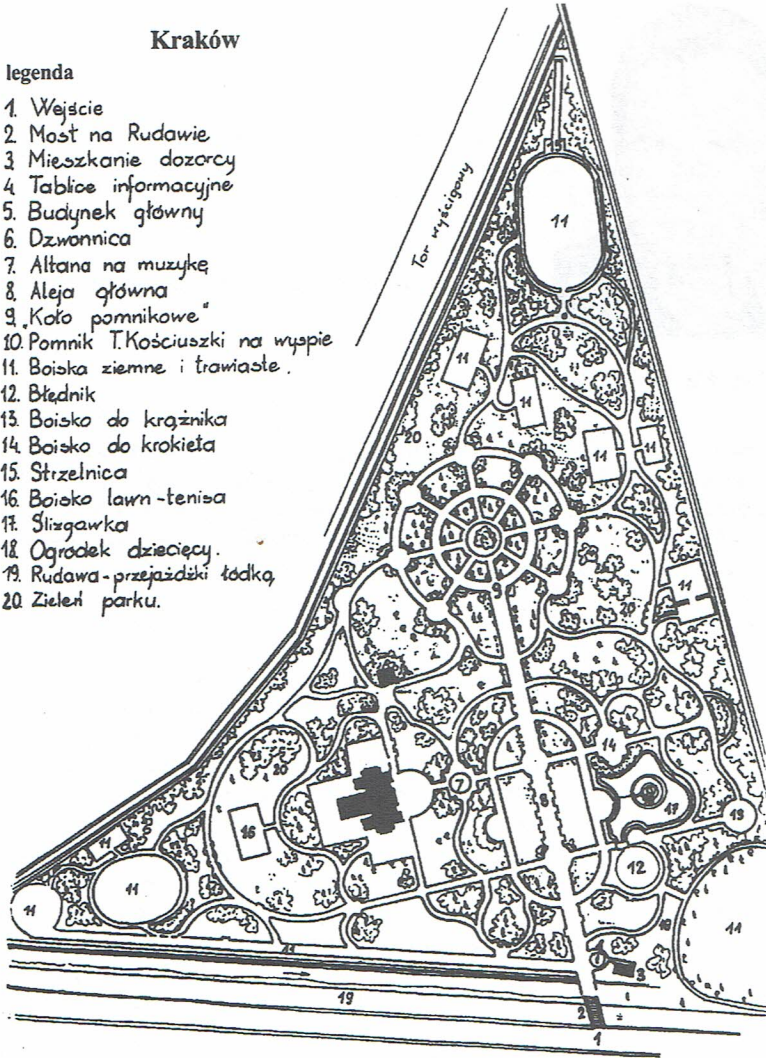 Kraków
legenda
1. Wejście
2. Most na Rudawie
3. Mieszkanie dozorcy
4. Tablice informacyjne
5. Budynek główny
6. Dzwonnica
7. Altana na muzykę
8. Aleja główna
9. „Koło pomnikowe"
10. Pomnik T. Kościuszki na wyspie
11. Boiska ziemne i trawiaste.
12. Błędnik
13. Boisko do krążnika
14. Boisko do krokieta
15. Strzelnica
16. Boisko lawn-tenisa
17. Ślizgawka
18. Ogródek dziecięcy.
19. Rudawa-przejażdżki łódką
20. Zieleń parku.
Tor wyścigowy
11
11
11
20
11
11
11
9
20
14
20
7
8
17
13
16
11
12
11
11
11
3
19
2
1